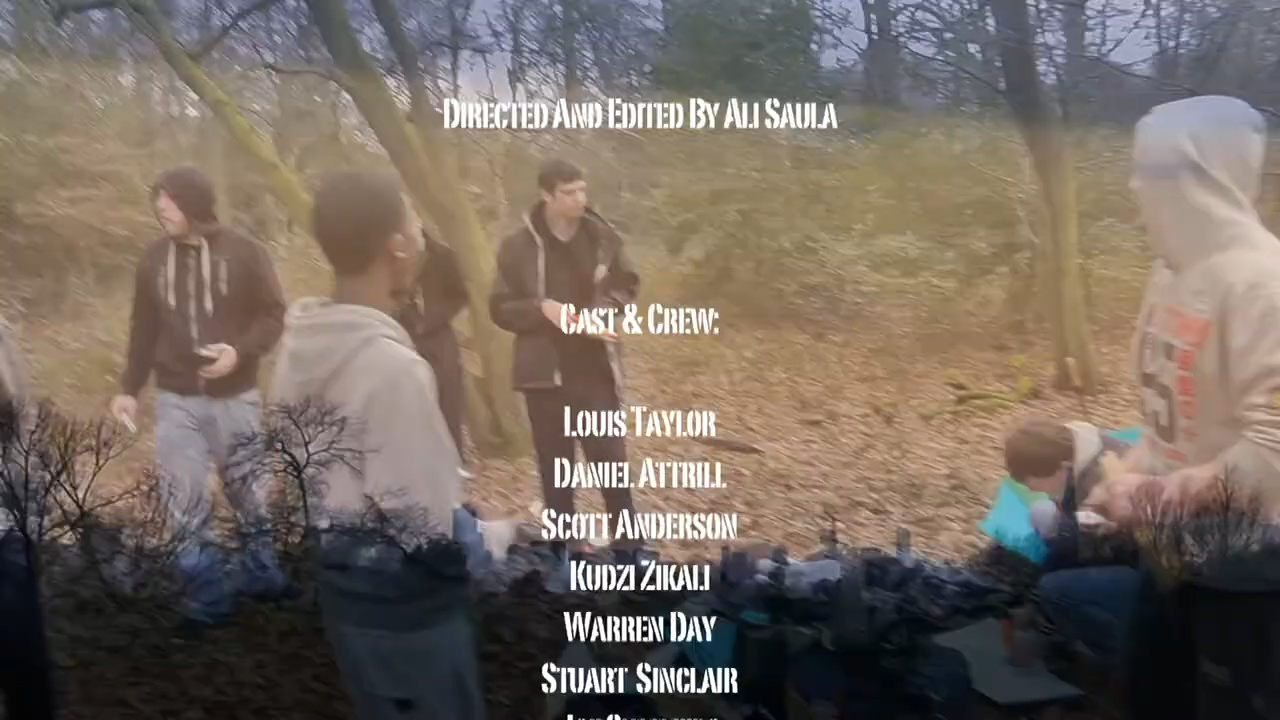 Directed And Edited By Ali Saula
Cast & Crew:
Louis Taylor
Daniel Attrill
Scott Anderson
Kudzi Zikali
Warren Day
Stuart Sinclair